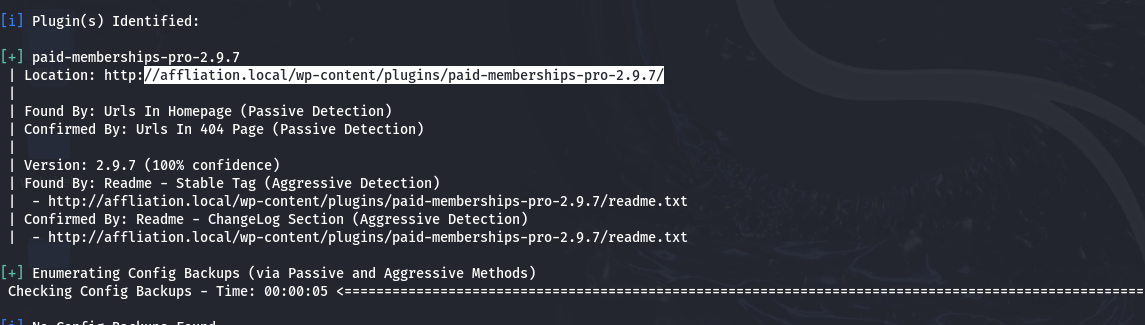 [i] Plugin(s) Identified:
[+] paid-memberships-pro-2.9.7
| Location: http://affliation.local/wp-content/plugins/paid-memberships-pro-2.9.7/
|
| Found By: Urls In Homepage (Passive Detection)
| Confirmed By: Urls In 404 Page (Passive Detection)
|
| Version: 2.9.7 (100% confidence)
| Found By: Readme - Stable Tag (Aggressive Detection)
|  - http://affliation.local/wp-content/plugins/paid-memberships-pro-2.9.7/readme.txt
| Confirmed By: Readme - ChangeLog Section (Aggressive Detection)
|  - http://affliation.local/wp-content/plugins/paid-memberships-pro-2.9.7/readme.txt
[+] Enumerating Config Backups (via Passive and Aggressive Methods)
Checking Config Backups - Time: 00:00:05 <====================================================================================================
[i] No Config Backups Found